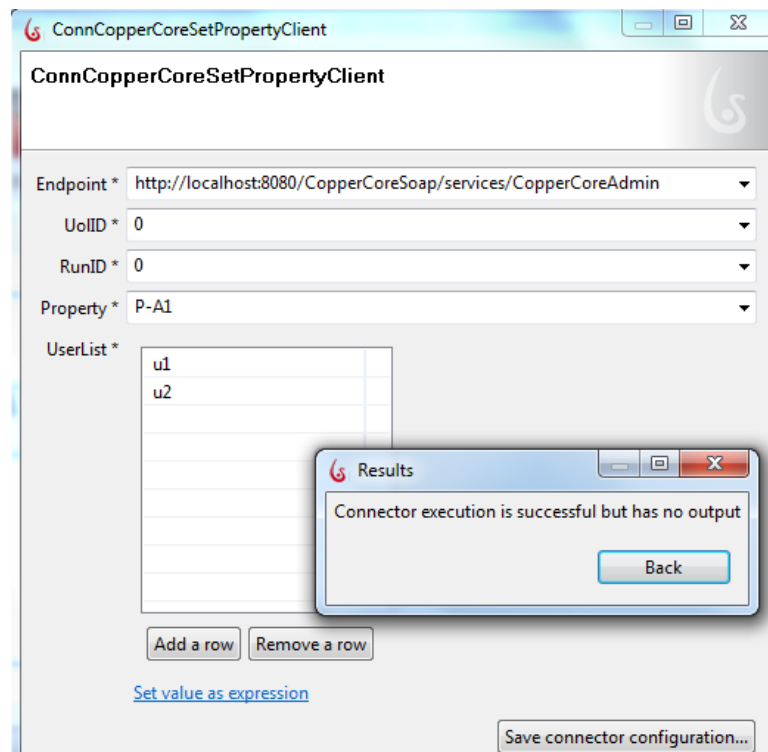 ConnCopperCoreSetPropertyClient
ConnCopperCoreSetPropertyClient
Endpoint * http://localhost:8080/CopperCoreSoap/services/CopperCoreAdmin
UolID * 0
RunID * 0
Property * P-A1
UserList *
u1
u2
Results
Connector execution is successful but has no output
Back
Add a row Remove a row
Set value as expression
Save connector configuration...